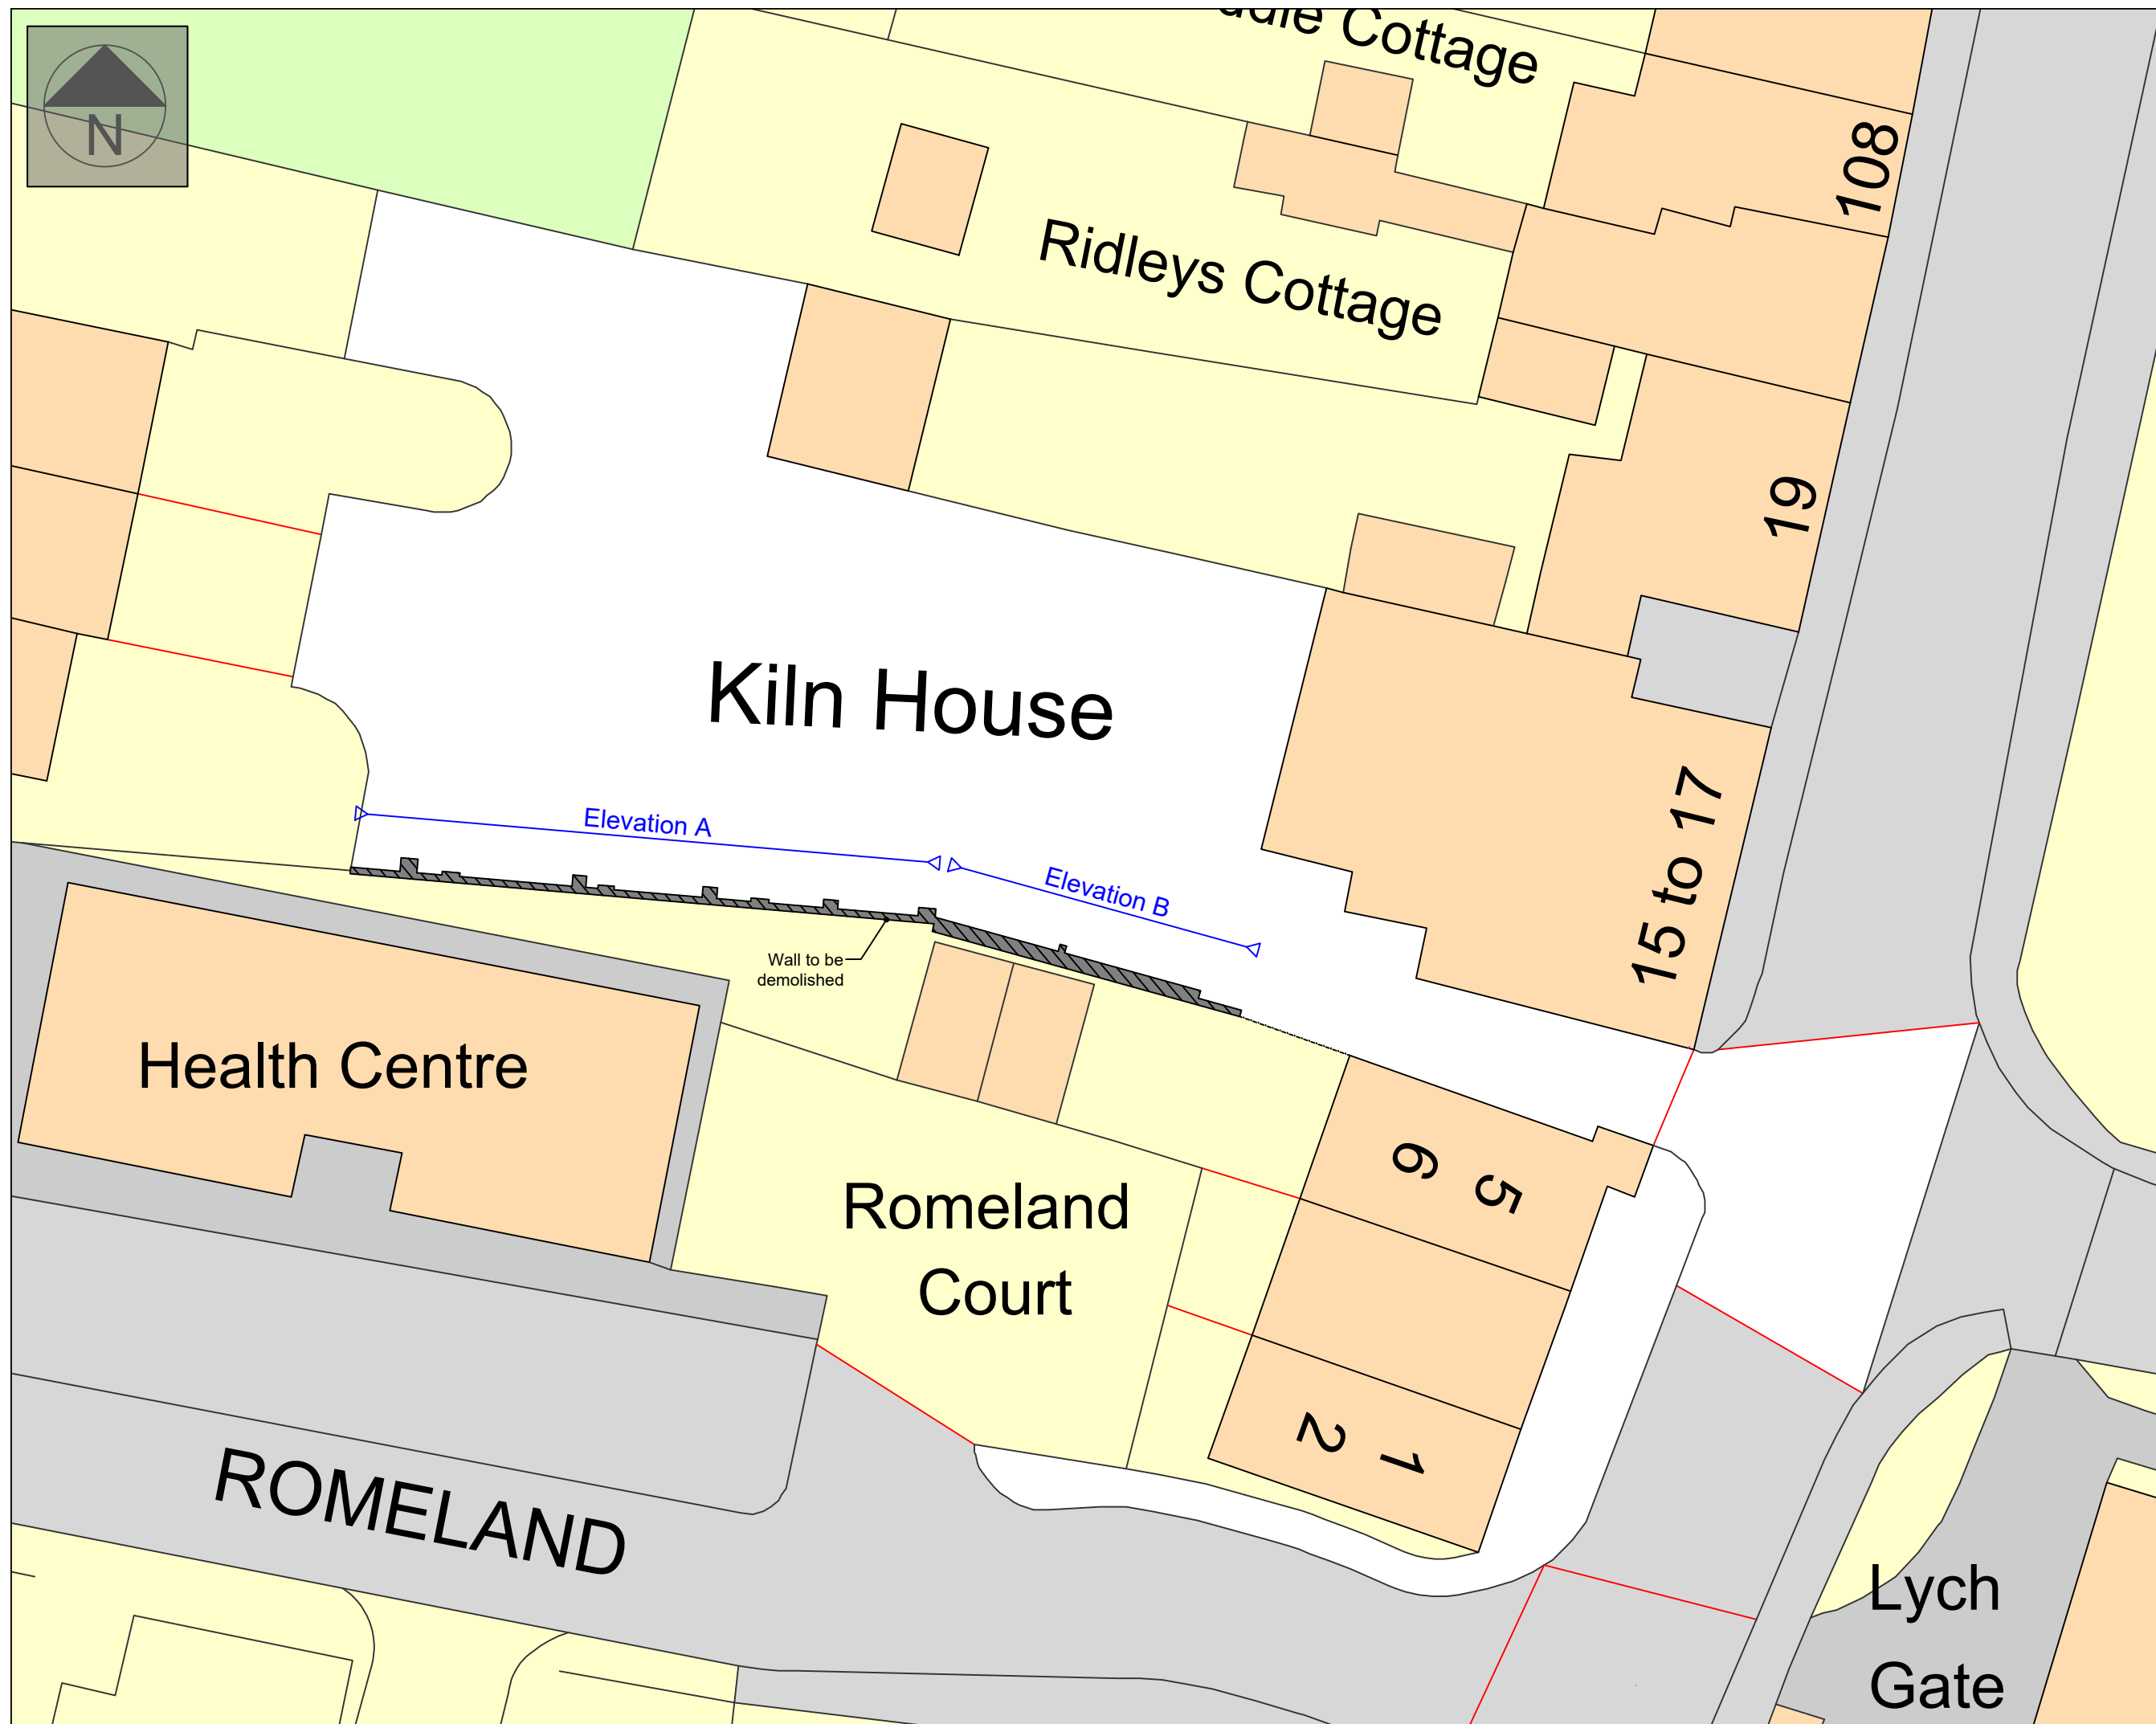 Cottage
N
108
Ridleys Cottage
19
Kiln House
15 to 17
Elevation A
Elevation B
Wall to be
demolished
Health Centre
6 5
Romeland
Court
2 1
ROMELAND
Lych
Gate